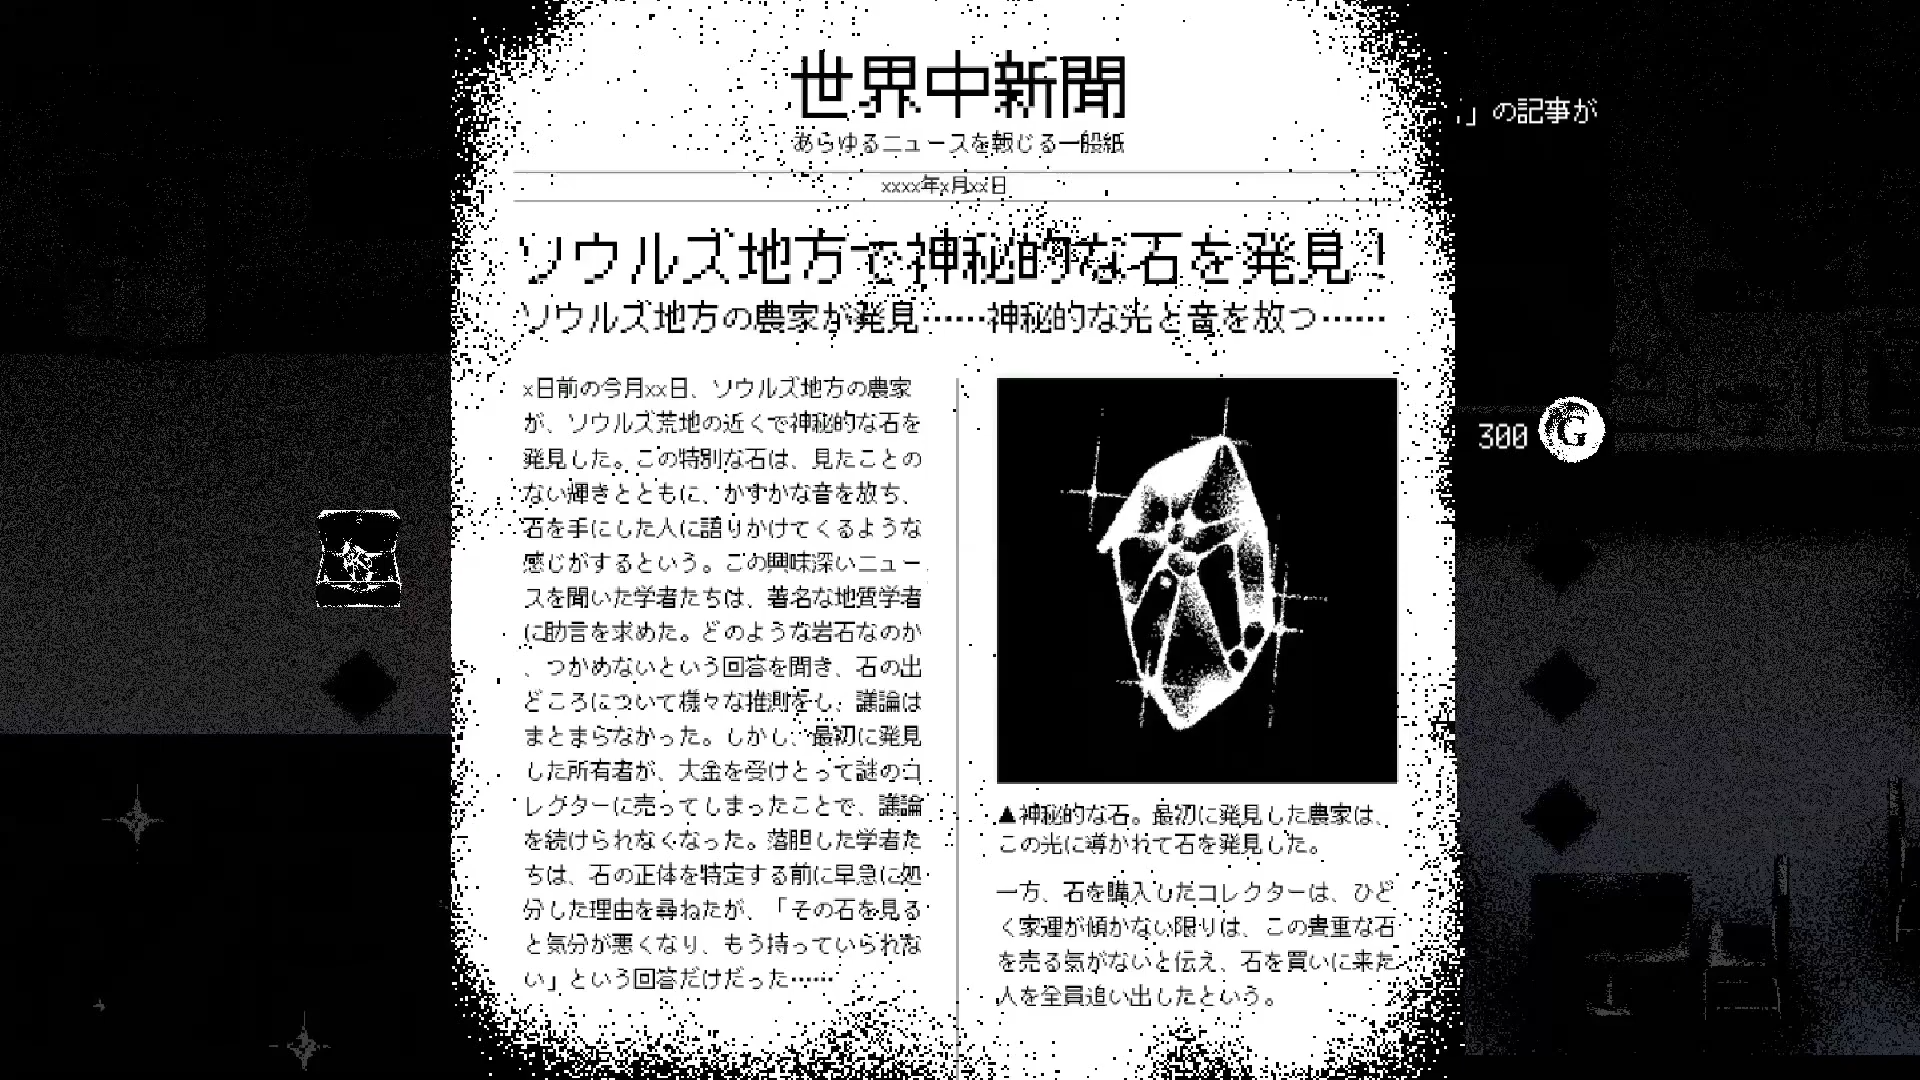 世界中新聞
あらゆるニュースを報じる一般紙
xxxx年x月xx日
ソウルズ地方で神秘的な石を発見!
ソウルズ地方の農家が発見……神秘的な光と音を放つ……
x日前の今月xx日、ソウルズ地方の農家
が、ソウルズ荒地の近くで神秘的な石を
発見した。この特別な石は、見たことの
ない輝きとともに、かすかな音を放ち、
石を手にした人に語りかけてくるような
感じがするという。この興味深いニュー
スを聞いた学者たちは、著名な地質学者
に助言を求めた。どのような岩石なのか
、つかめないという回答を聞き、石の出
どころについて様々な推測をし、議論は
まとまらなかった。しかし、最初に発見
した所有者が、大金を受けとって謎のコ
レクターに売ってしまったことで、議論
を続けられなくなった。落胆した学者た
ちは、石の正体を特定する前に早急に処
分した理由を尋ねたが、「その石を見る
と気分が悪くなり、もう持っていられな
い」という回答だけだった……
▲神秘的な石。最初に発見した農家は、
この光に導かれて石を発見した。
一方、石を購入したコレクターは、ひど
く家運が傾かない限りは、この貴重な石
を売る気がないと伝え、石を買いに来た
人を全員追い出したという。
」の記事が
300
G